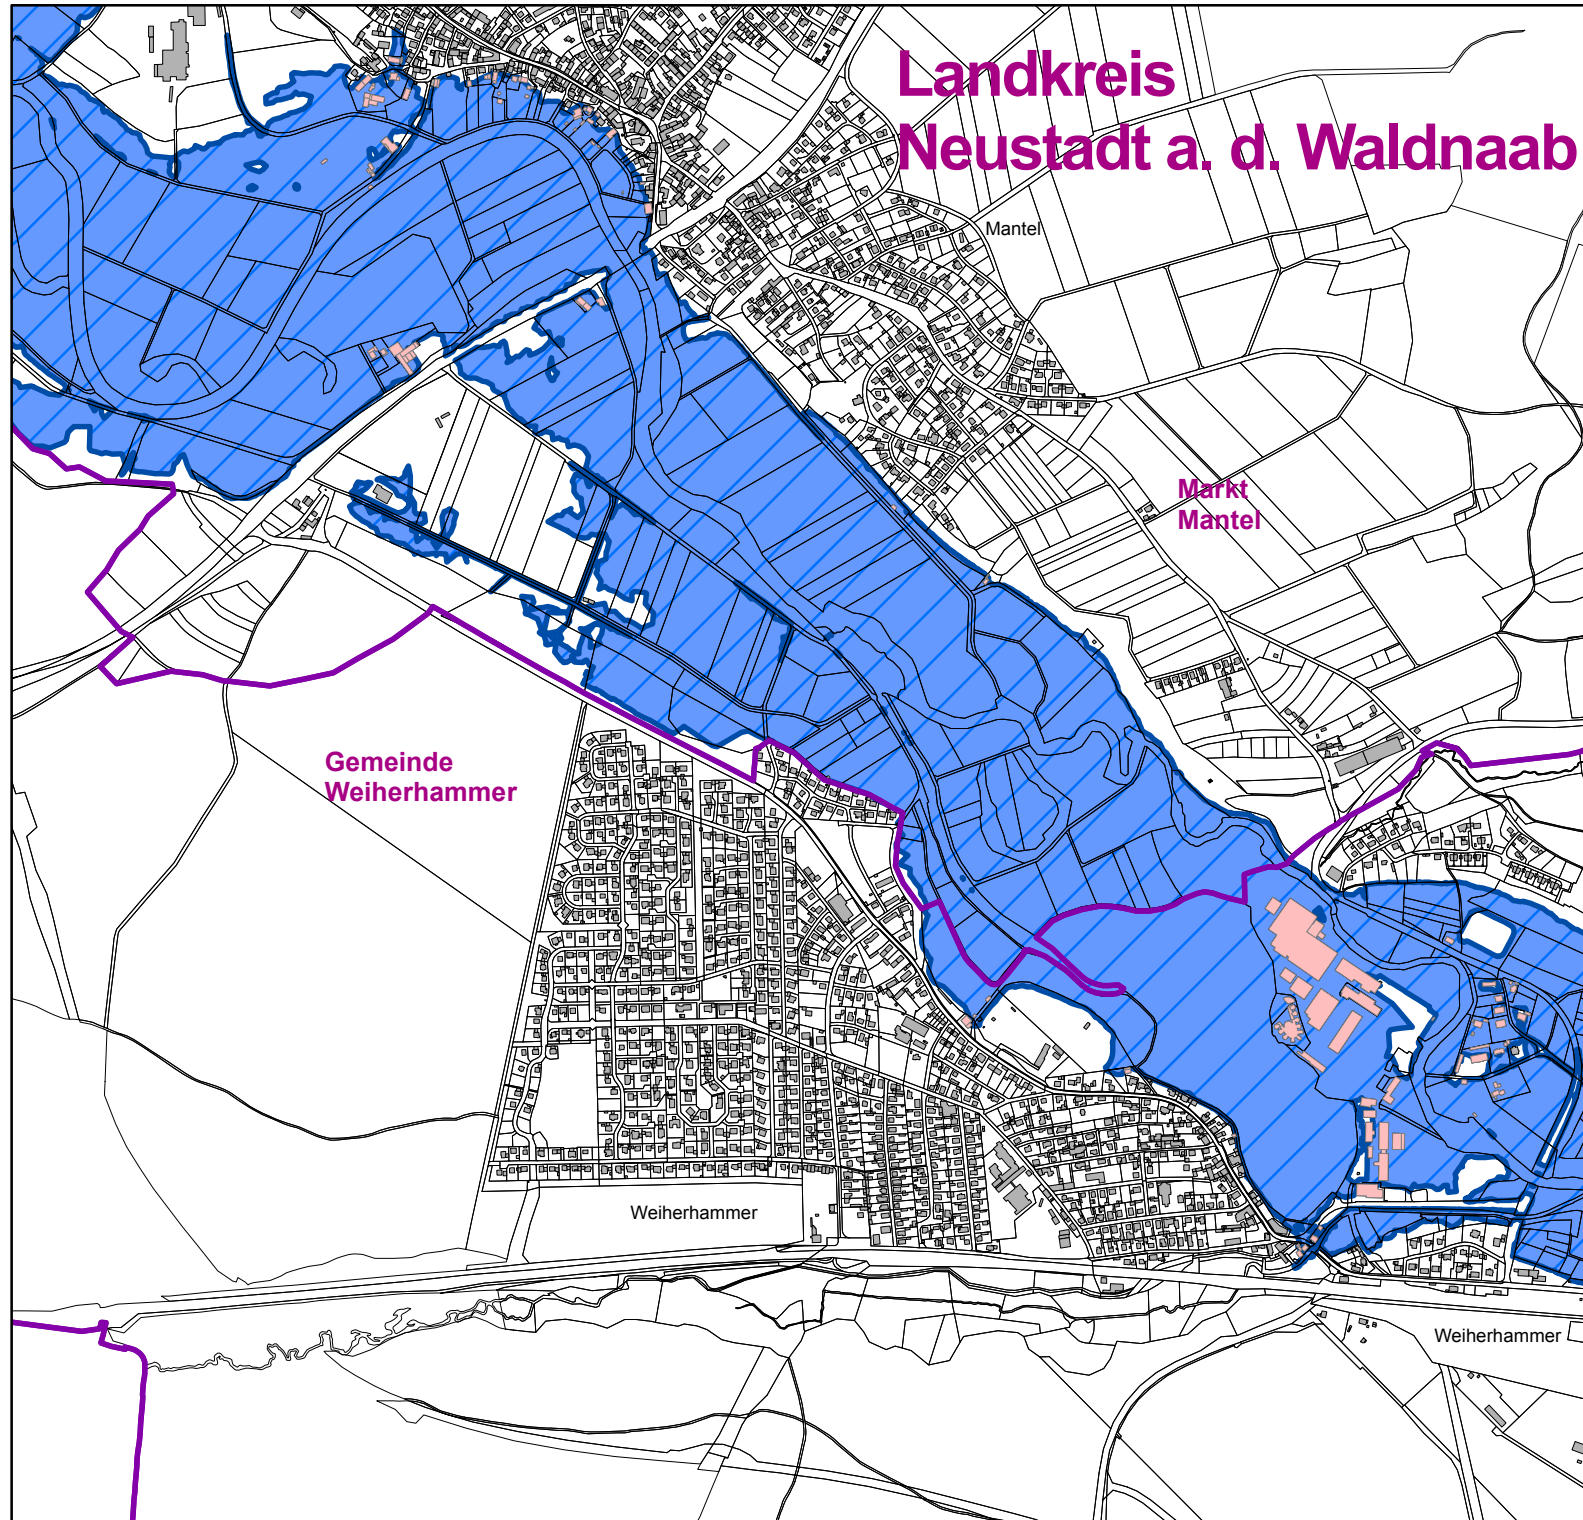 Landkreis
Neustadt a. d. Waldnaab
Mantel
Markt
Mantel
Gemeinde
Weiherhammer
Weiherhammer
Weiherhammer